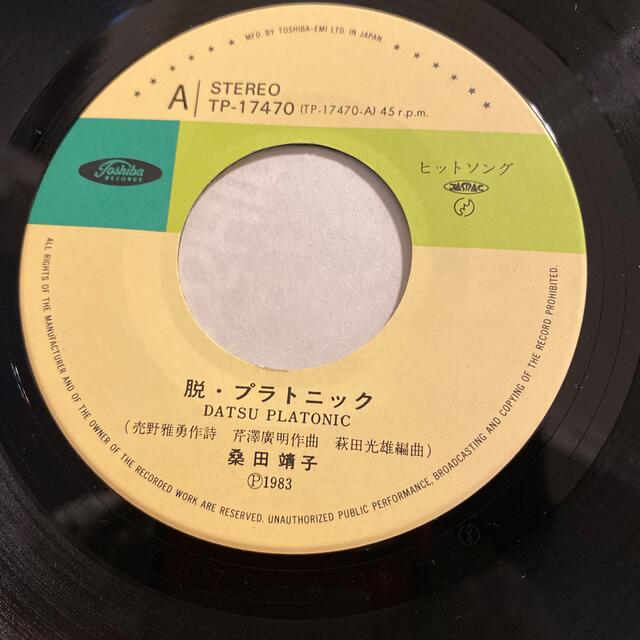 MFD. BY TOSHIBA-EMI LTD. IN JAPAN
A STEREO
TP-17470 (TP-17470-A) 45 r.p.m.
Toshiba
RECORDS
ヒットソング
JASRAC
脱・プラトニック
DATSU PLATONIC
(売野雅勇作詩 芹澤廣明作曲 萩田光雄編曲)
桑田靖子
Ⓟ1983
ALL RIGHTS OF THE MANUFACTURER AND OF THE OWNER OF THE RECORDED WORK ARE RESERVED. UNAUTHORIZED PUBLIC PERFORMANCE, BROADCASTING AND COPYING OF THE RECORD PROHIBITED.